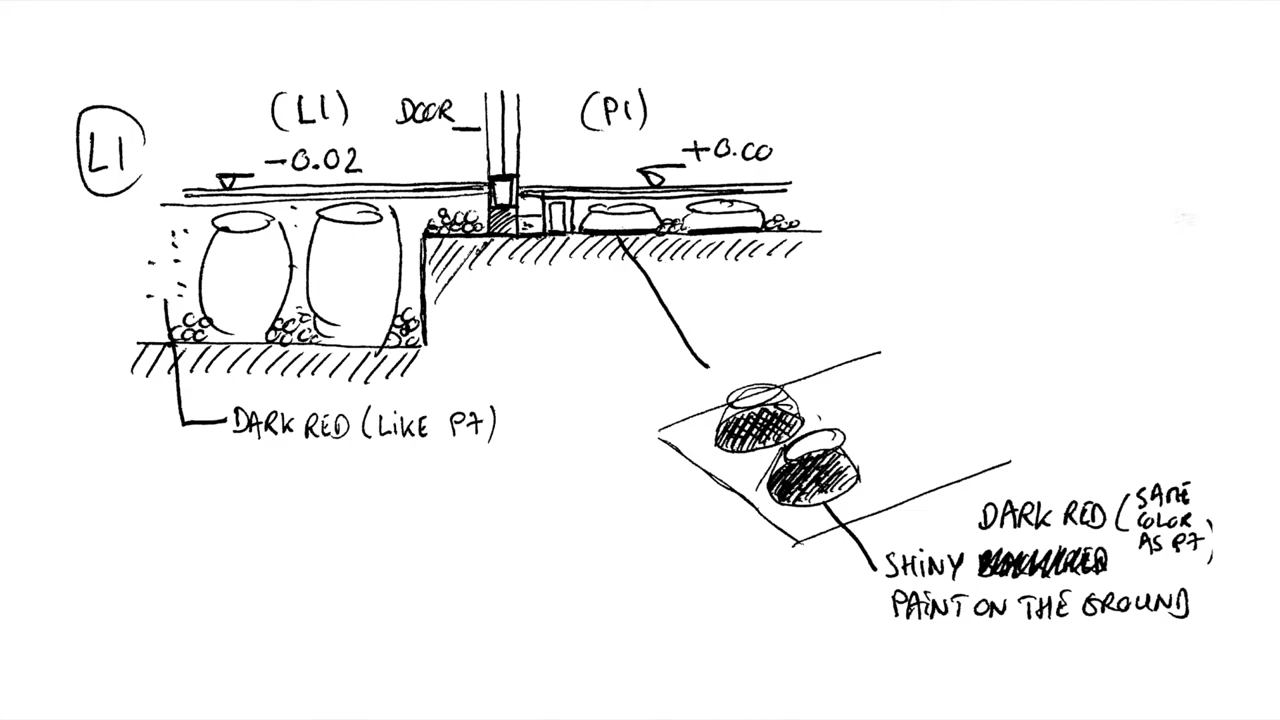 L1
(L1)
DOOR
(P1)
-0.02
+0.00
DARK RED (LIKE P7)
DARK RED (SAME
COLOR
AS P7)
SHINY
PAINT ON THE GROUND